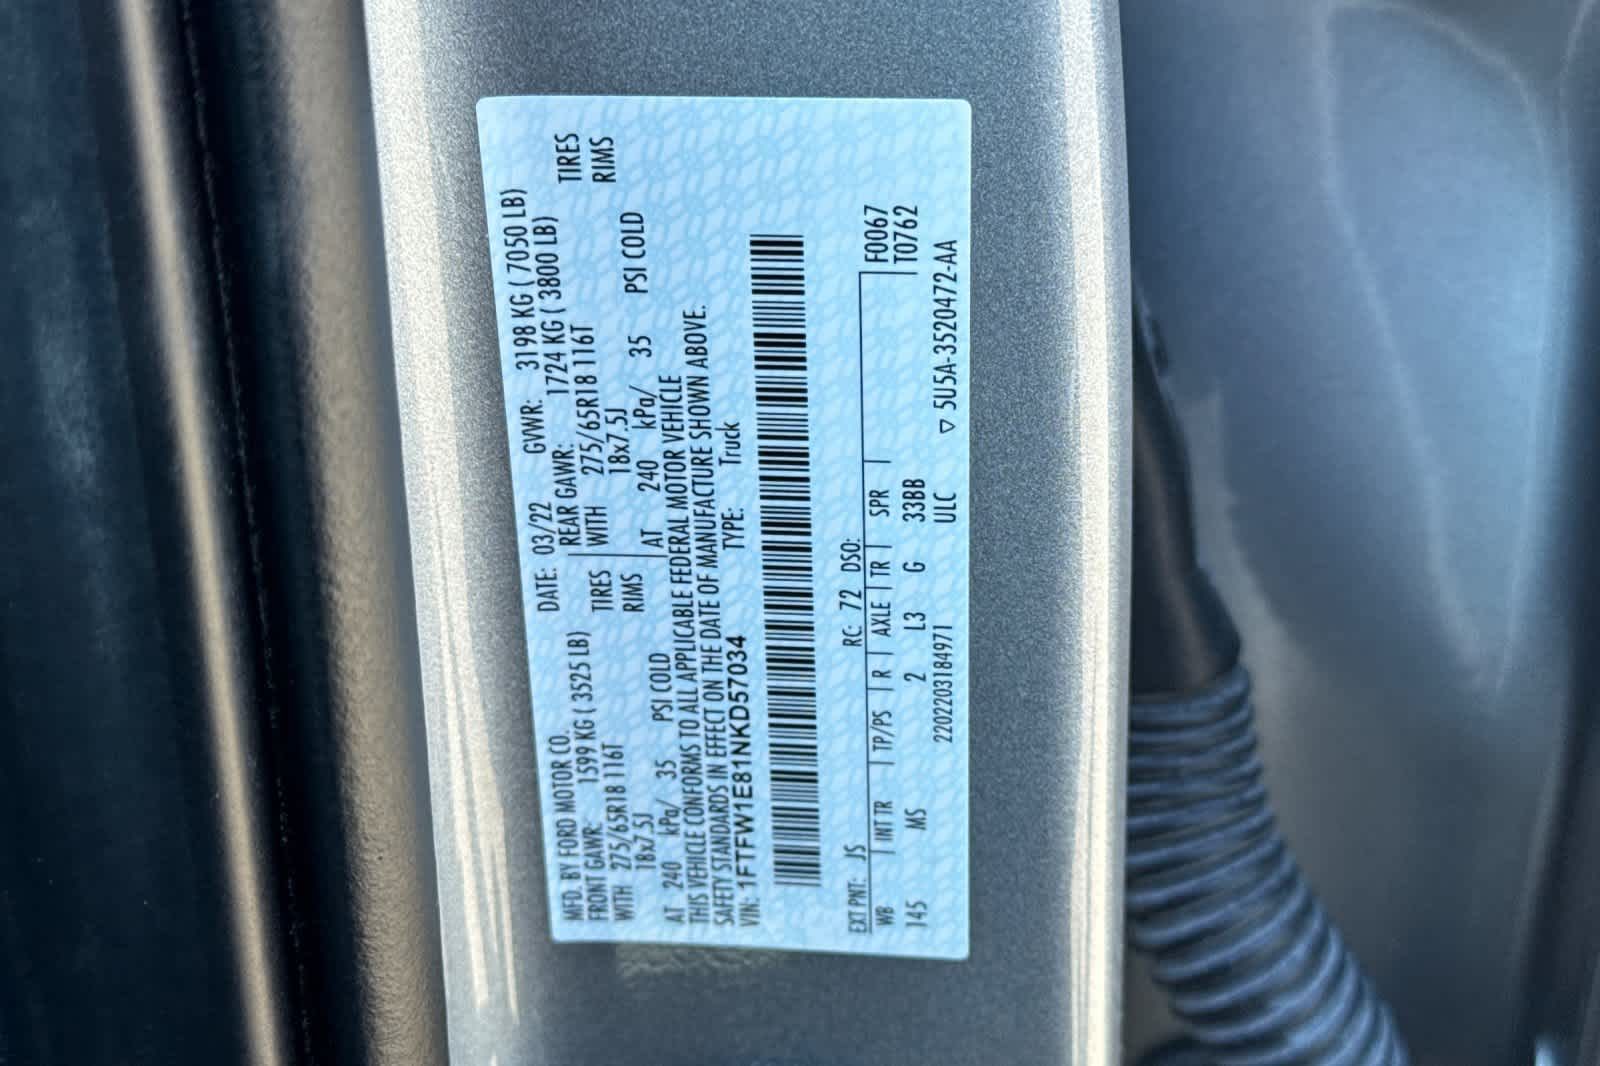 MFD. BY FORD MOTOR CO. DATE: 03/22 GVWR: 3198 KG ( 7050 LB)
FRONT GAWR: 1599 KG ( 3525 LB) REAR GAWR: 1724 KG ( 3800 LB)
WITH 275/65R18 116T TIRES WITH 275/65R18 116T TIRES
18x7.5J RIMS 18x7.5J RIMS
AT 240 kPa/ 35 PSI COLD AT 240 kPa/ 35 PSI COLD
THIS VEHICLE CONFORMS TO ALL APPLICABLE FEDERAL MOTOR VEHICLE
SAFETY STANDARDS IN EFFECT ON THE DATE OF MANUFACTURE SHOWN ABOVE.
VIN: 1FTFW1E81NKD57034 TYPE: Truck
EXT PNT: JS RC: 72 DSO: F0067
WB INT TR TP/PS R AXLE TR SPR T0762
145 MS 2 L3 G 33BB
220220318 4971 ULC ▽ 5U5A-3520472-AA